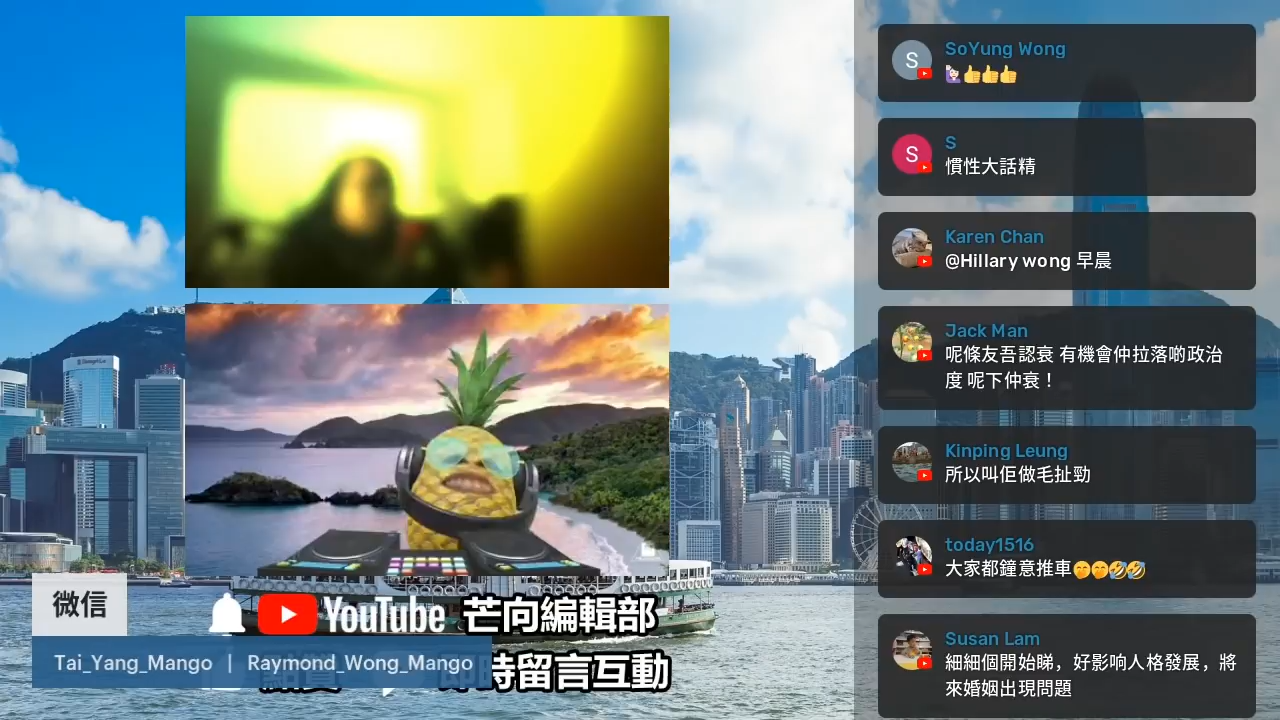 微信
Tai_Yang_Mango | Raymond_Wong_Mango
YouTube 芒向編輯部
時留言互動
SoYung Wong
S
S
慣性大話精
Karen Chan
@Hillary wong 早晨
Jack Man
呢條友吾認衰 有機會仲拉落啲政治
度 呢下仲衰！
Kinping Leung
所以叫佢做毛扯勁
today1516
大家都鐘意推車
Susan Lam
細細個開始睇，好影响人格發展，將
來婚姻出現問題